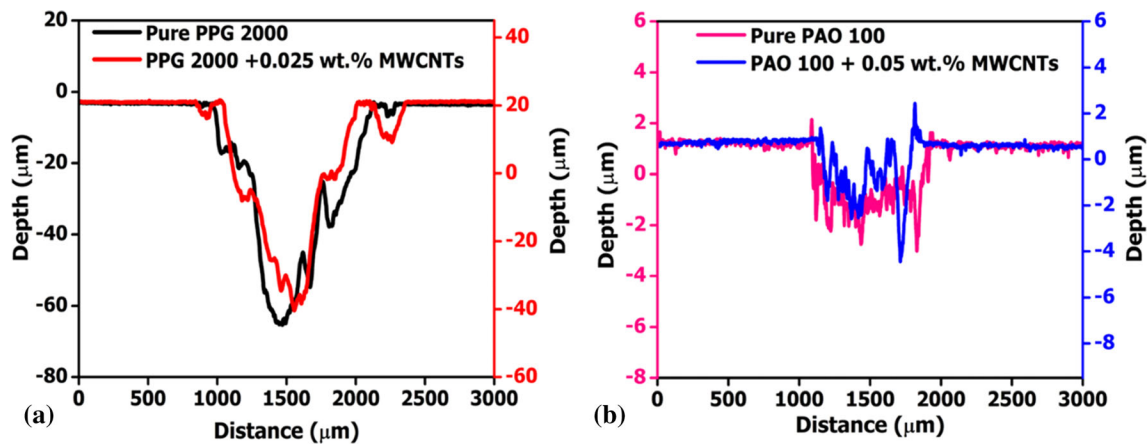 Pure PPG 2000
PPG 2000 +0.025 wt.% MWCNTs
20
0
-20
-40
-60
-80
Depth (μm)
40
20
0
-20
-40
-60
Depth (μm)
0 500 1000 1500 2000 2500 3000
Distance (μm)
(a)
Pure PAO 100
PAO 100 + 0.05 wt.% MWCNTs
6
4
2
0
-2
-4
-6
-8
Depth (μm)
6
4
2
0
-2
-4
-6
-8
Depth (μm)
0 500 1000 1500 2000 2500 3000
Distance (μm)
(b)